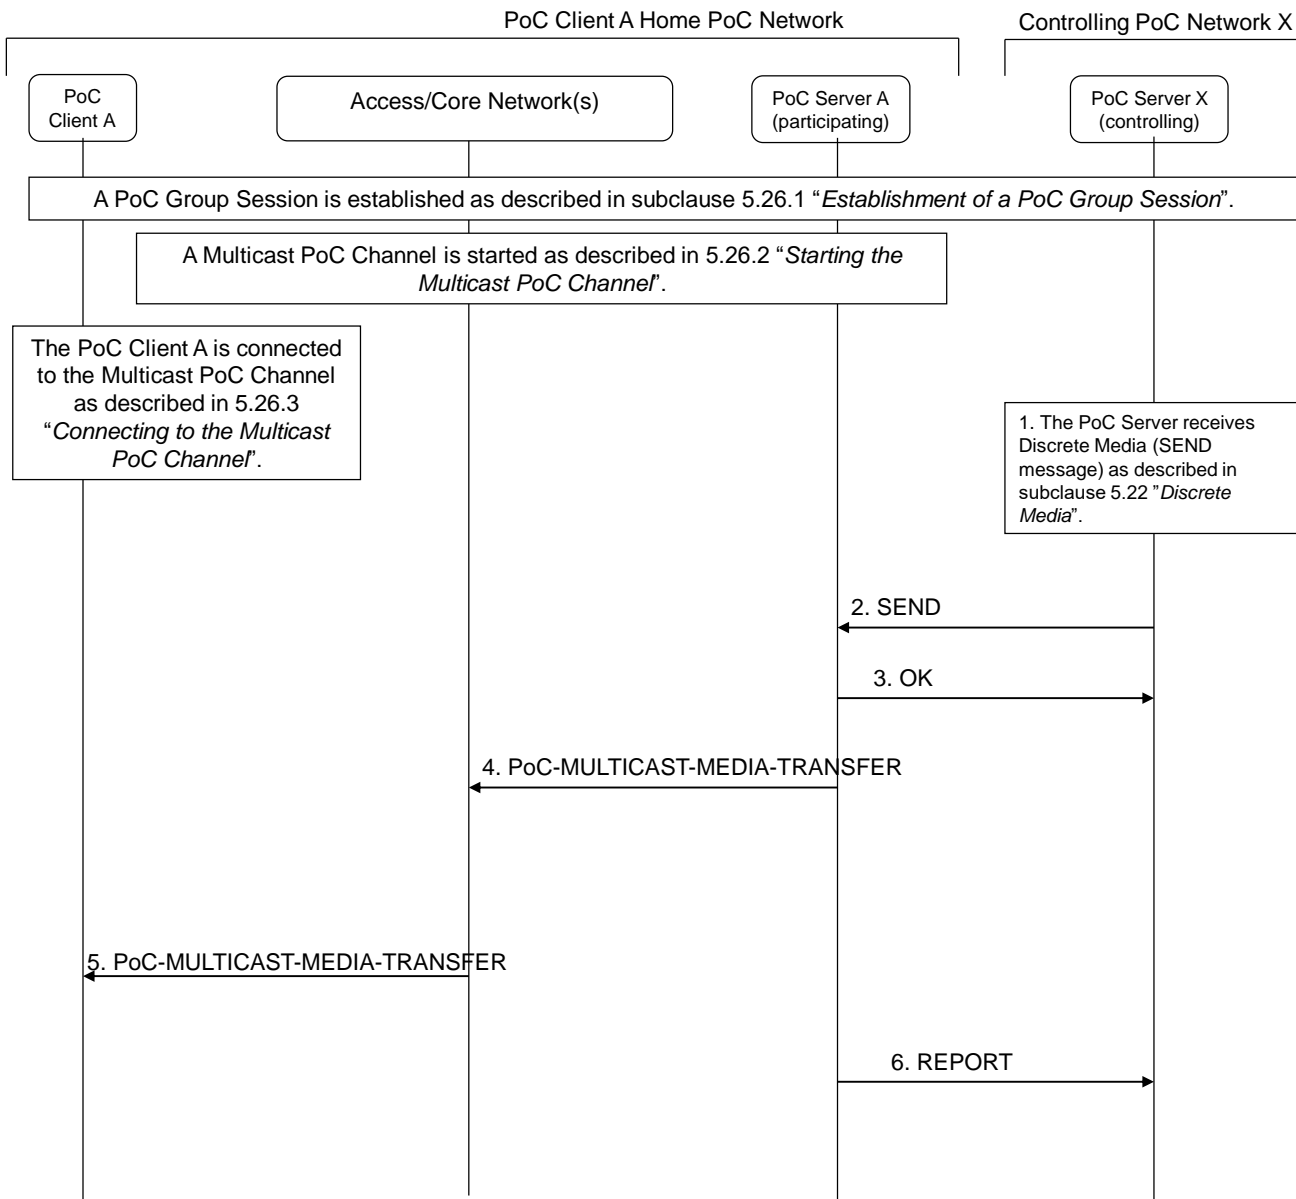 PoC Client A Home PoC Network
Controlling PoC Network X
PoC
Client A
Access/Core Network(s)
PoC Server A
(participating)
PoC Server X
(controlling)
A PoC Group Session is established as described in subclause 5.26.1 “Establishment of a PoC Group Session”.
A Multicast PoC Channel is started as described in 5.26.2 “Starting the
Multicast PoC Channel”.
The PoC Client A is connected
to the Multicast PoC Channel
as described in 5.26.3
“Connecting to the Multicast
PoC Channel”.
1. The PoC Server receives
Discrete Media (SEND
message) as described in
subclause 5.22 ”Discrete
Media”.
2. SEND
3. OK
4. PoC-MULTICAST-MEDIA-TRANSFER
5. PoC-MULTICAST-MEDIA-TRANSFER
6. REPORT